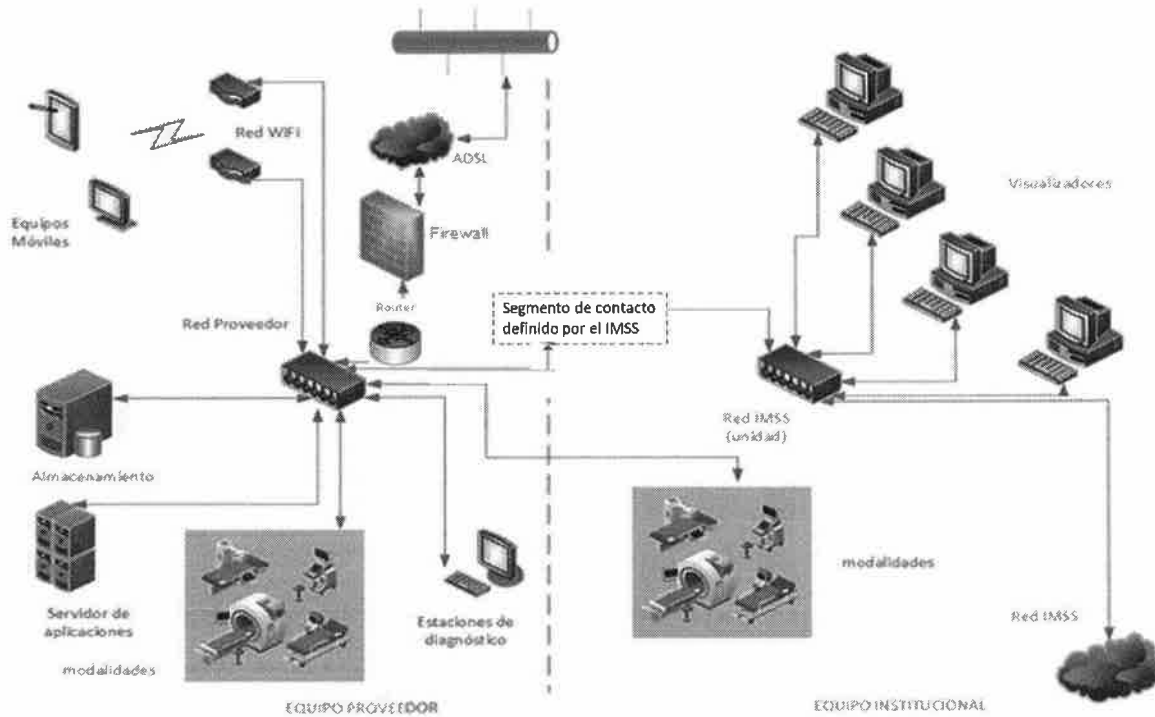 Red WiFi
ADSL
Equipos
Móviles
Firewall
Visualizadores
Router
Red Proveedor
Segmento de contacto
definido por el IMSS
Red IMSS
(unidad)
Almacenamiento
Servidor de
aplicaciones
modalidades
Estaciones de
diagnóstico
modalidades
Red IMSS
EQUIPO PROVEEDOR
EQUIPO INSTITUCIONAL